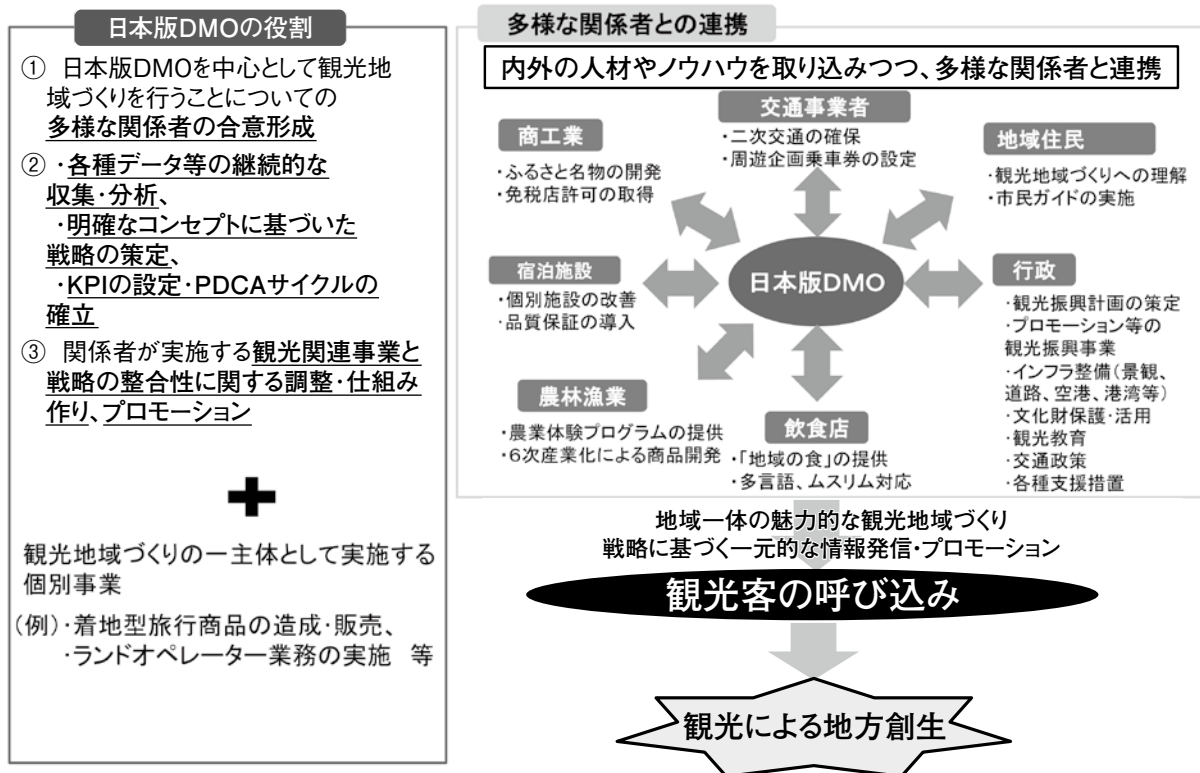 日本版DMOの役割
① 日本版DMOを中心として観光地
域づくりを行うことについての
多様な関係者の合意形成
② ・各種データ等の継続的な
収集・分析、
・明確なコンセプトに基づいた
戦略の策定、
・KPIの設定・PDCAサイクルの
確立
③ 関係者が実施する観光関連事業と
戦略の整合性に関する調整・仕組み
作り、プロモーション
観光地域づくりの一主体として実施する
個別事業
(例)・着地型旅行商品の造成・販売、
・ランドオペレーター業務の実施 等
多様な関係者との連携
内外の人材やノウハウを取り込みつつ、多様な関係者と連携
交通事業者
・二次交通の確保
・周遊企画乗車券の設定
商工業
・ふるさと名物の開発
・免税店許可の取得
地域住民
・観光地域づくりへの理解
・市民ガイドの実施
宿泊施設
・個別施設の改善
・品質保証の導入
日本版DMO
行政
・観光振興計画の策定
・プロモーション等の
観光振興事業
・インフラ整備(景観、
道路、空港、港湾等)
・文化財保護・活用
・観光教育
・交通政策
・各種支援措置
農林漁業
・農業体験プログラムの提供
・6次産業化による商品開発
飲食店
・「地域の食」の提供
・多言語、ムスリム対応
地域一体の魅力的な観光地域づくり
戦略に基づく一元的な情報発信・プロモーション
観光客の呼び込み
観光による地方創生